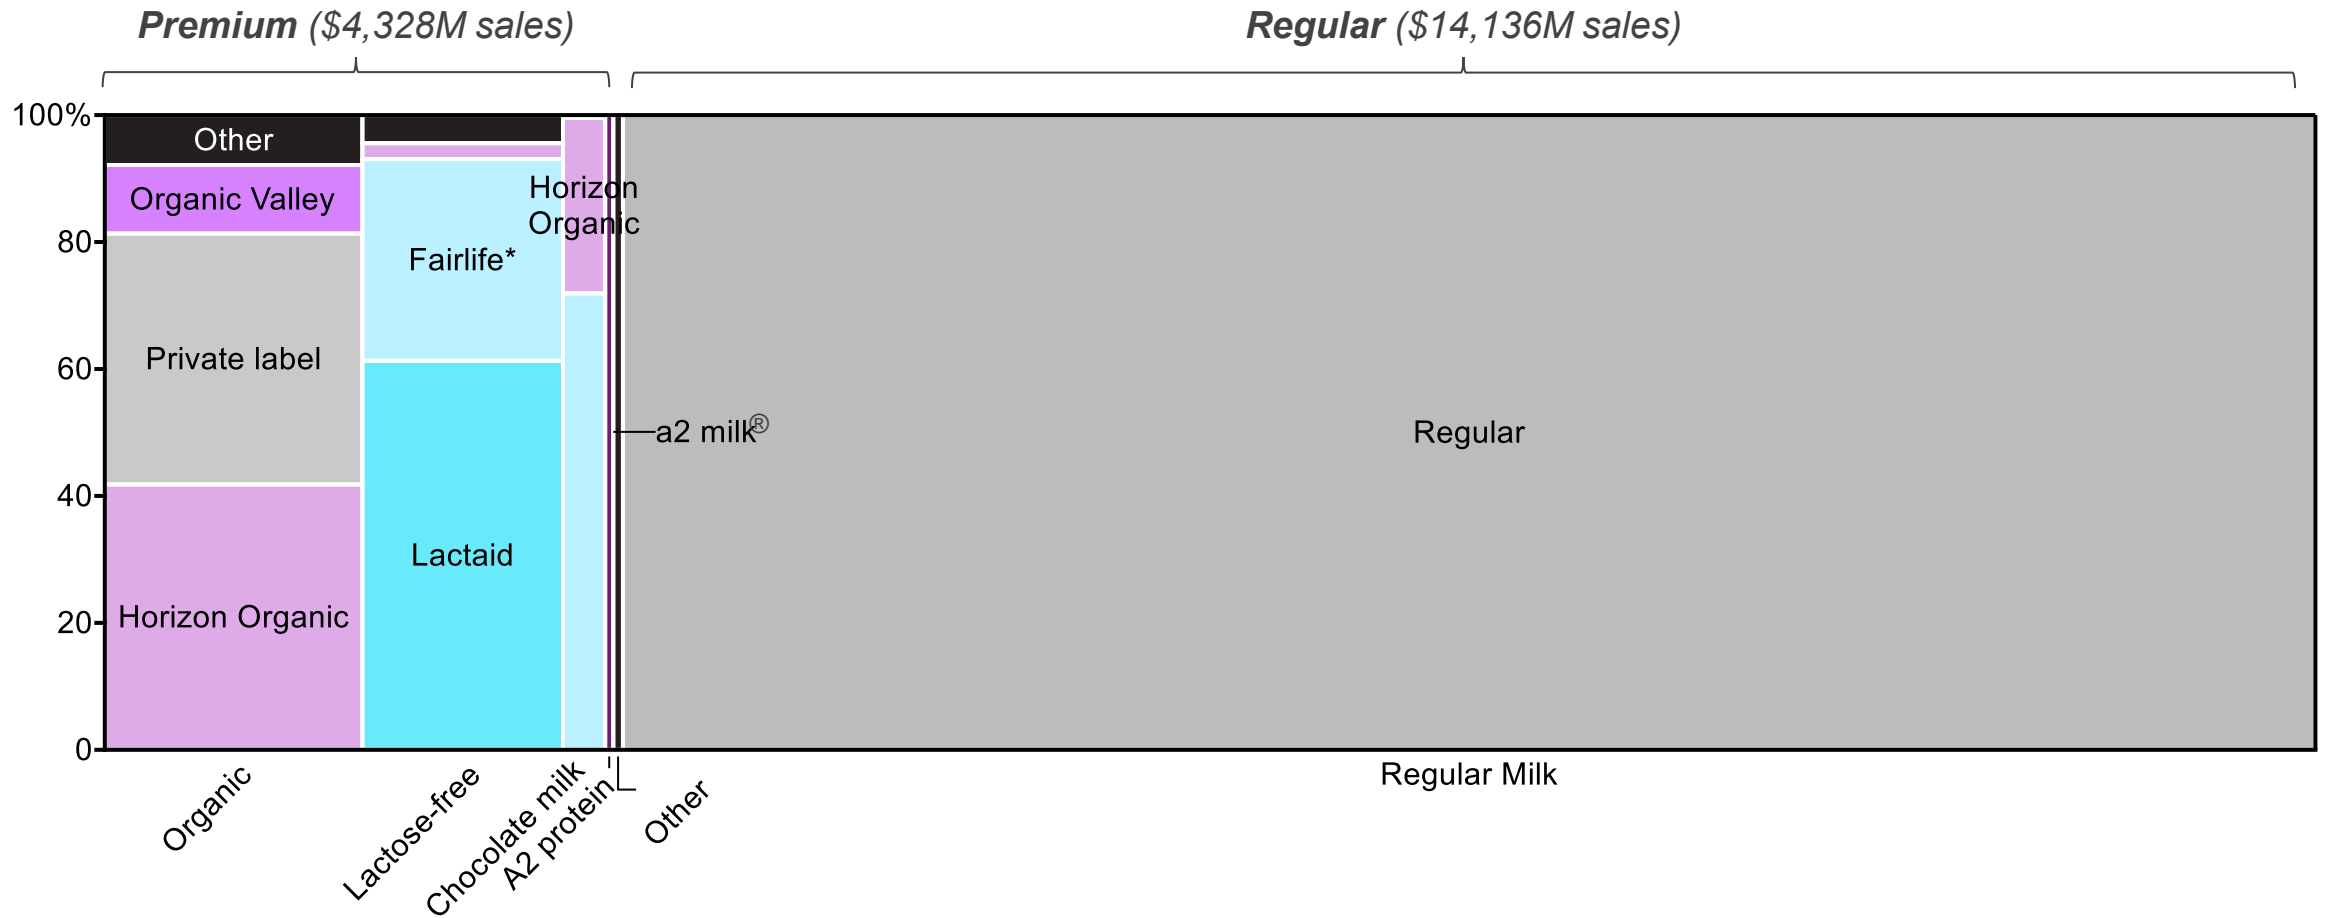 Premium ($4,328M sales)
Regular ($14,136M sales)
100%
80
60
40
20
0
Other
Organic Valley
Private label
Horizon Organic
Fairlife*
Lactaid
Horizon
Organic
a2 milk®
Regular
Organic
Lactose-free
Chocolate milk
A2 protein
Other
Regular Milk